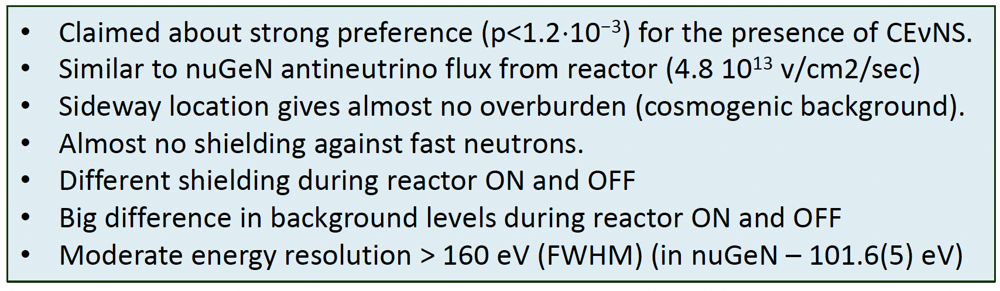 • Claimed about strong preference (p<1.2·10⁻³) for the presence of CEνNS.
• Similar to nuGeN antineutrino flux from reactor (4.8 10¹³ ν/cm2/sec)
• Sideway location gives almost no overburden (cosmogenic background).
• Almost no shielding against fast neutrons.
• Different shielding during reactor ON and OFF
• Big difference in background levels during reactor ON and OFF
• Moderate energy resolution > 160 eV (FWHM) (in nuGeN – 101.6(5) eV)